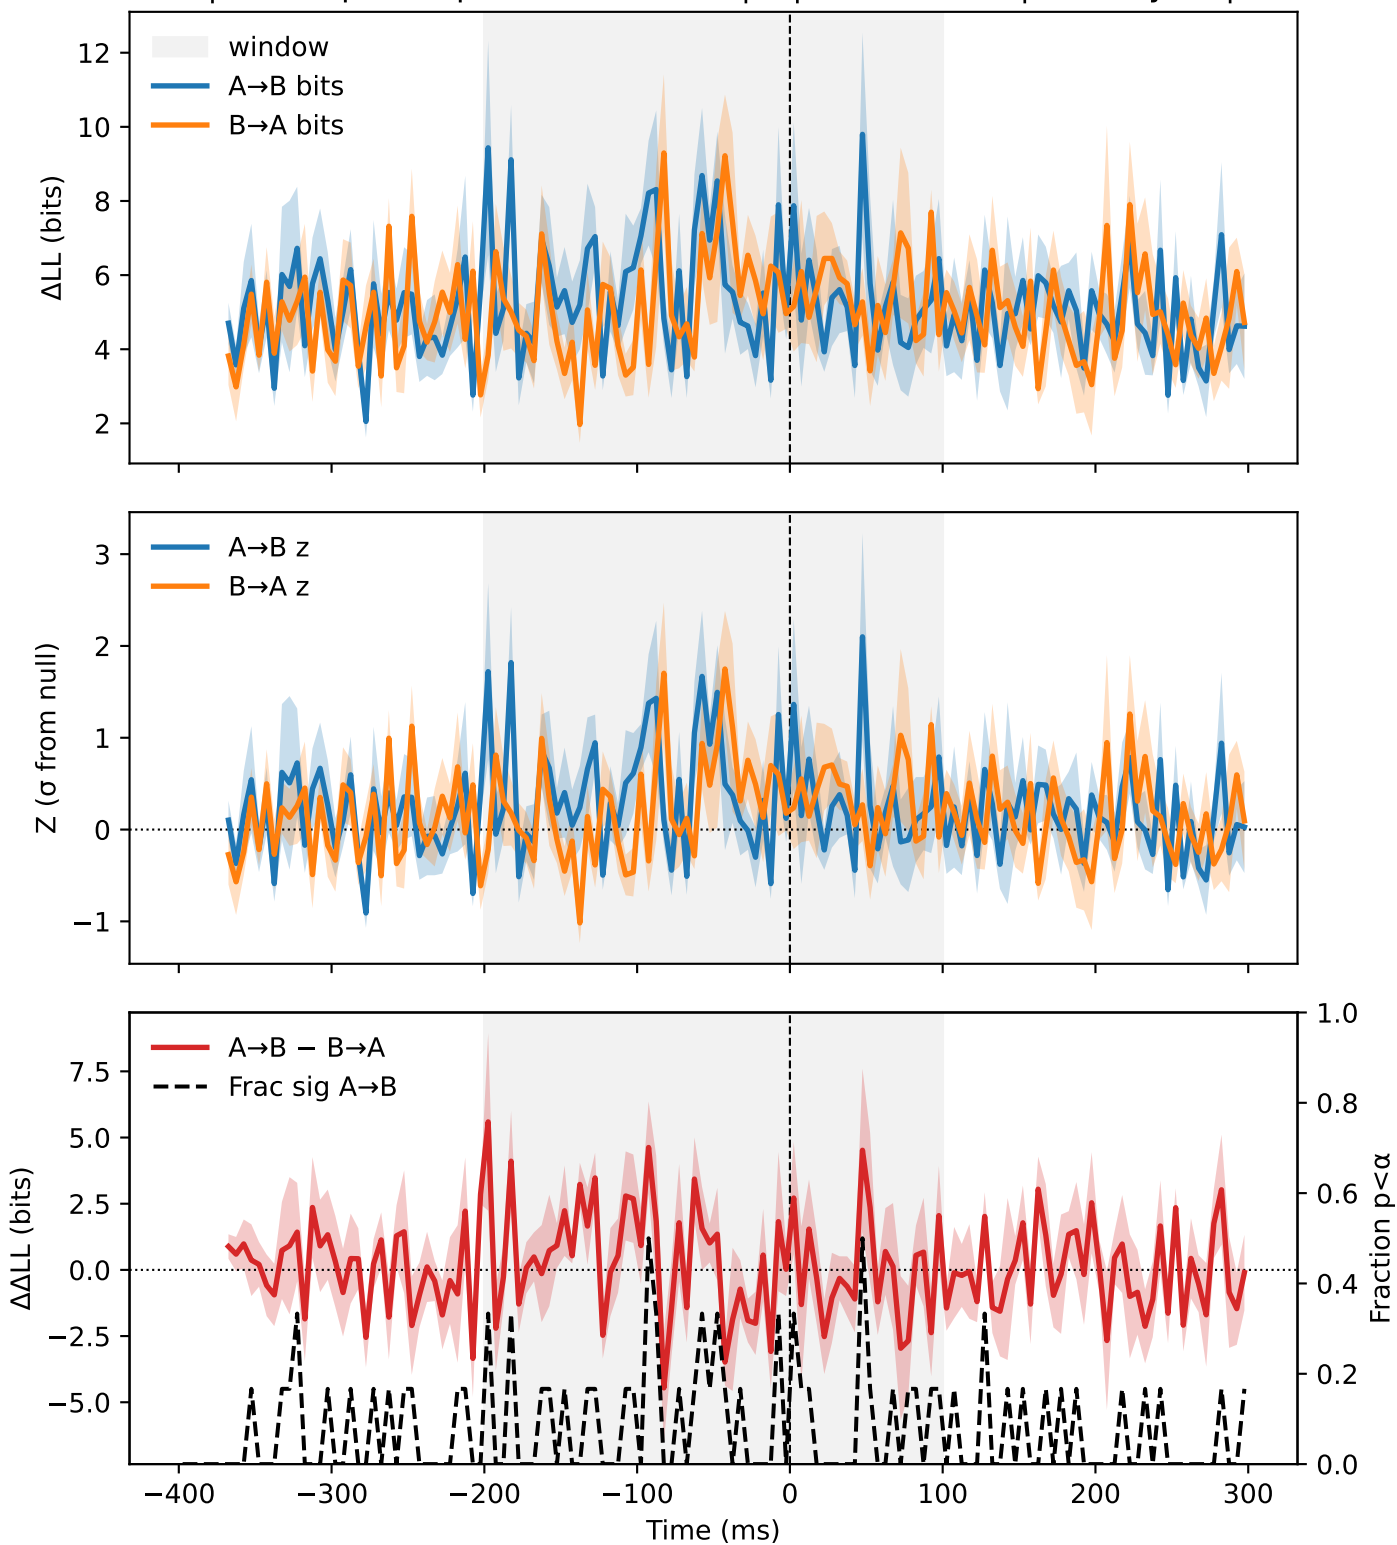 window
A→B bits
B→A bits
12
10
8
6
4
2
ΔLL (bits)
A→B z
B→A z
3
2
1
0
−1
Z (σ from null)
A→B − B→A
Frac sig A→B
7.5
5.0
2.5
0.0
−2.5
−5.0
ΔΔLL (bits)
1.0
0.8
0.6
0.4
0.2
0.0
Fraction p<α
−400 −300 −200 −100 0 100 200 300
Time (ms)